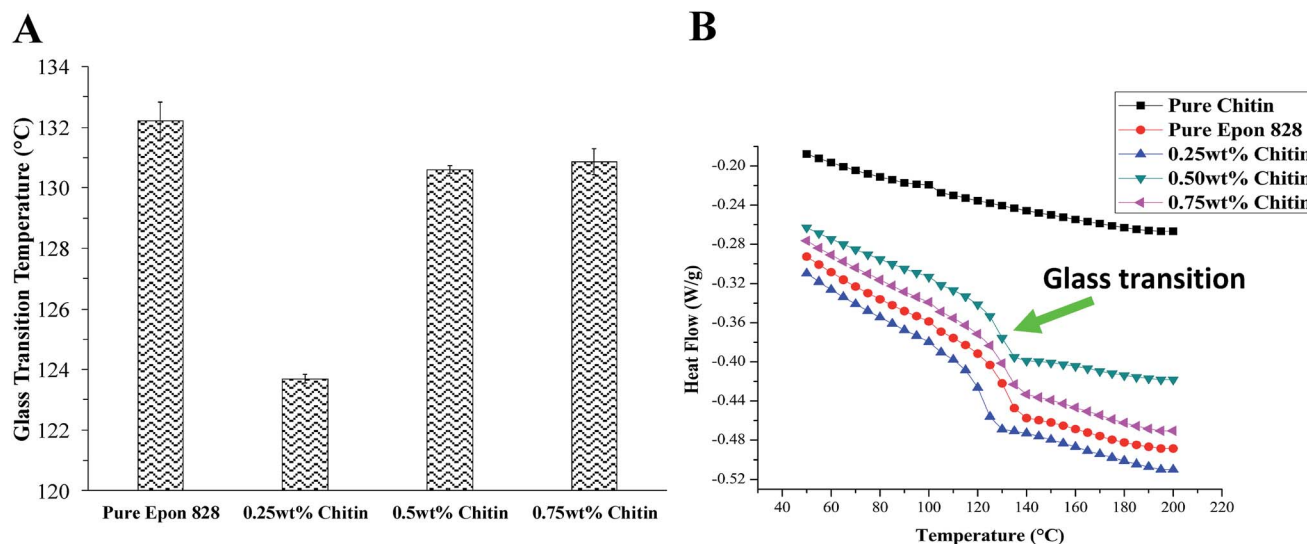 A
Glass Transition Temperature (°C)
134
132
130
128
126
124
122
120
Pure Epon 828
0.25wt% Chitin
0.5wt% Chitin
0.75wt% Chitin
B
Pure Chitin
Pure Epon 828
0.25wt% Chitin
0.50wt% Chitin
0.75wt% Chitin
Glass transition
Heat Flow (W/g)
-0.20
-0.24
-0.28
-0.32
-0.36
-0.40
-0.44
-0.48
-0.52
40
60
80
100
120
140
160
180
200
220
Temperature (°C)